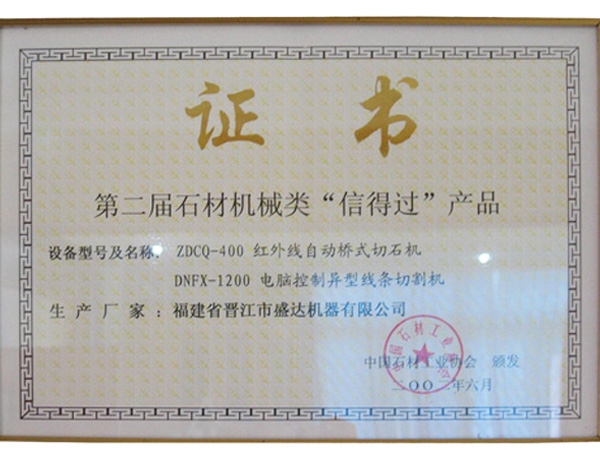 证书
第二届石材机械类“信得过”产品
设备型号及名称：ZDCQ-400 红外线自动桥式切石机
DNFX-1200 电脑控制异型线条切割机
生产厂家：福建省晋江市盛达机器有限公司
中国石材工业协会 颁发
年六月